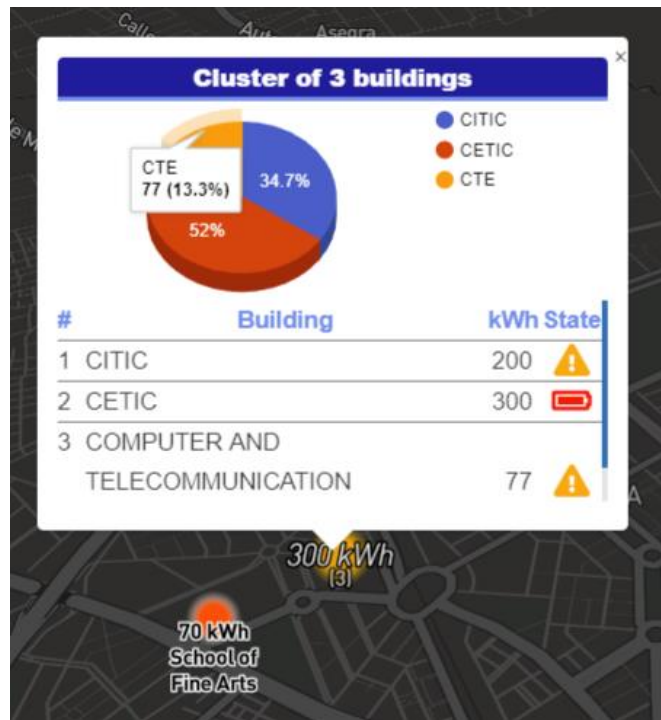 Calle
Aut
Asegra
e M
×
Cluster of 3 buildings
CITIC
CETIC
CTE
CTE
77 (13.3%)
34.7%
52%
# Building kWh State
1 CITIC 200
2 CETIC 300
3 COMPUTER AND
TELECOMMUNICATION 77
A
300 kWh
(3)
70 kWh
School of
Fine Arts